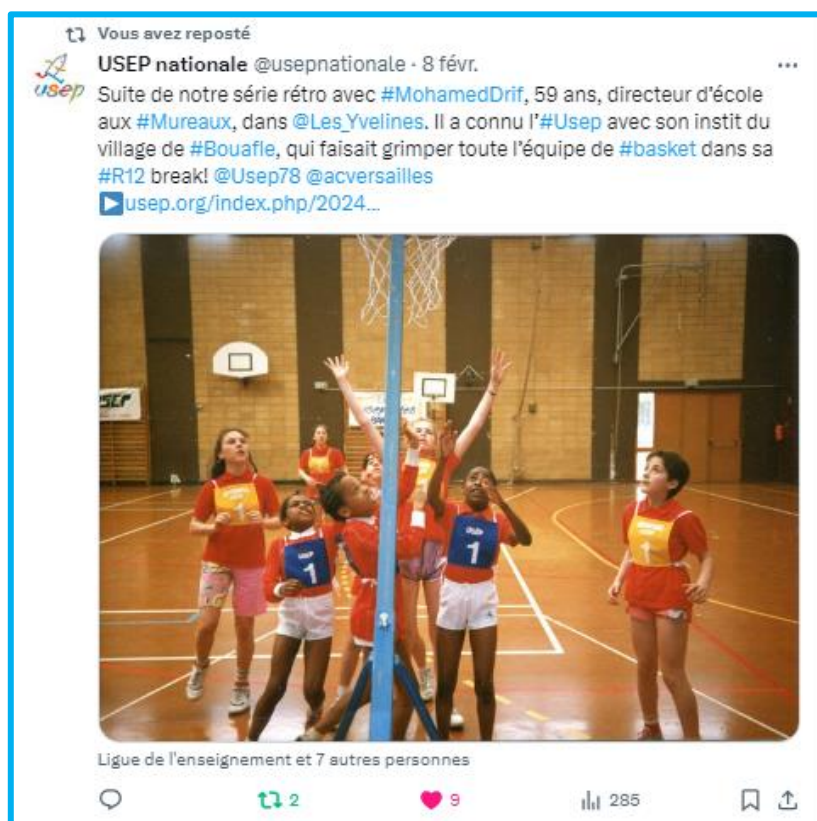 Vous avez reposté
USEP nationale @usepnationale · 8 févr.
usep
Suite de notre série rétro avec #MohamedDrif, 59 ans, directeur d'école
aux #Mureaux, dans @Les_Yvelines. Il a connu l'#Usep avec son instit du
village de #Bouafle, qui faisait grimper toute l'équipe de #basket dans sa
#R12 break! @Usep78 @acversailles
usep.org/index.php/2024...
USEP
1
USEP
1
USEP
1
1
Ligue de l'enseignement et 7 autres personnes
2
9
285